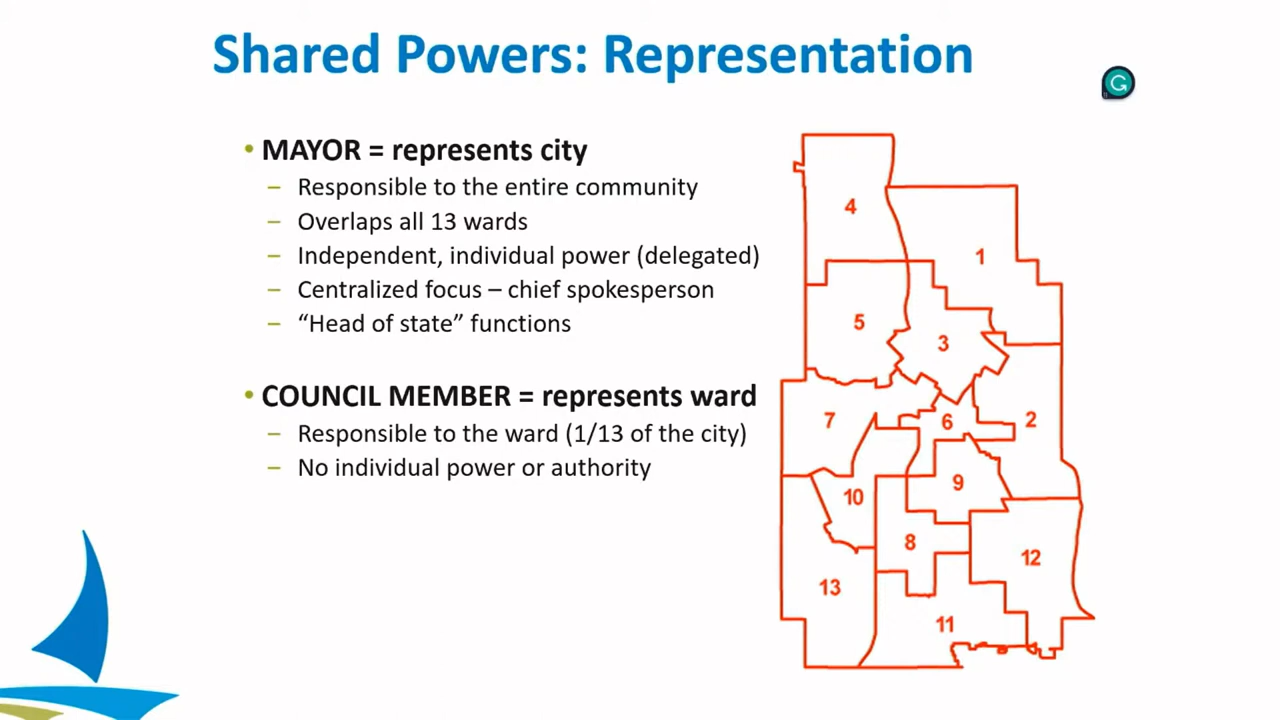 Shared Powers: Representation
• MAYOR = represents city
– Responsible to the entire community
– Overlaps all 13 wards
– Independent, individual power (delegated)
– Centralized focus – chief spokesperson
– “Head of state” functions
• COUNCIL MEMBER = represents ward
– Responsible to the ward (1/13 of the city)
– No individual power or authority
4
1
5
3
7
6
2
9
10
8
12
13
11